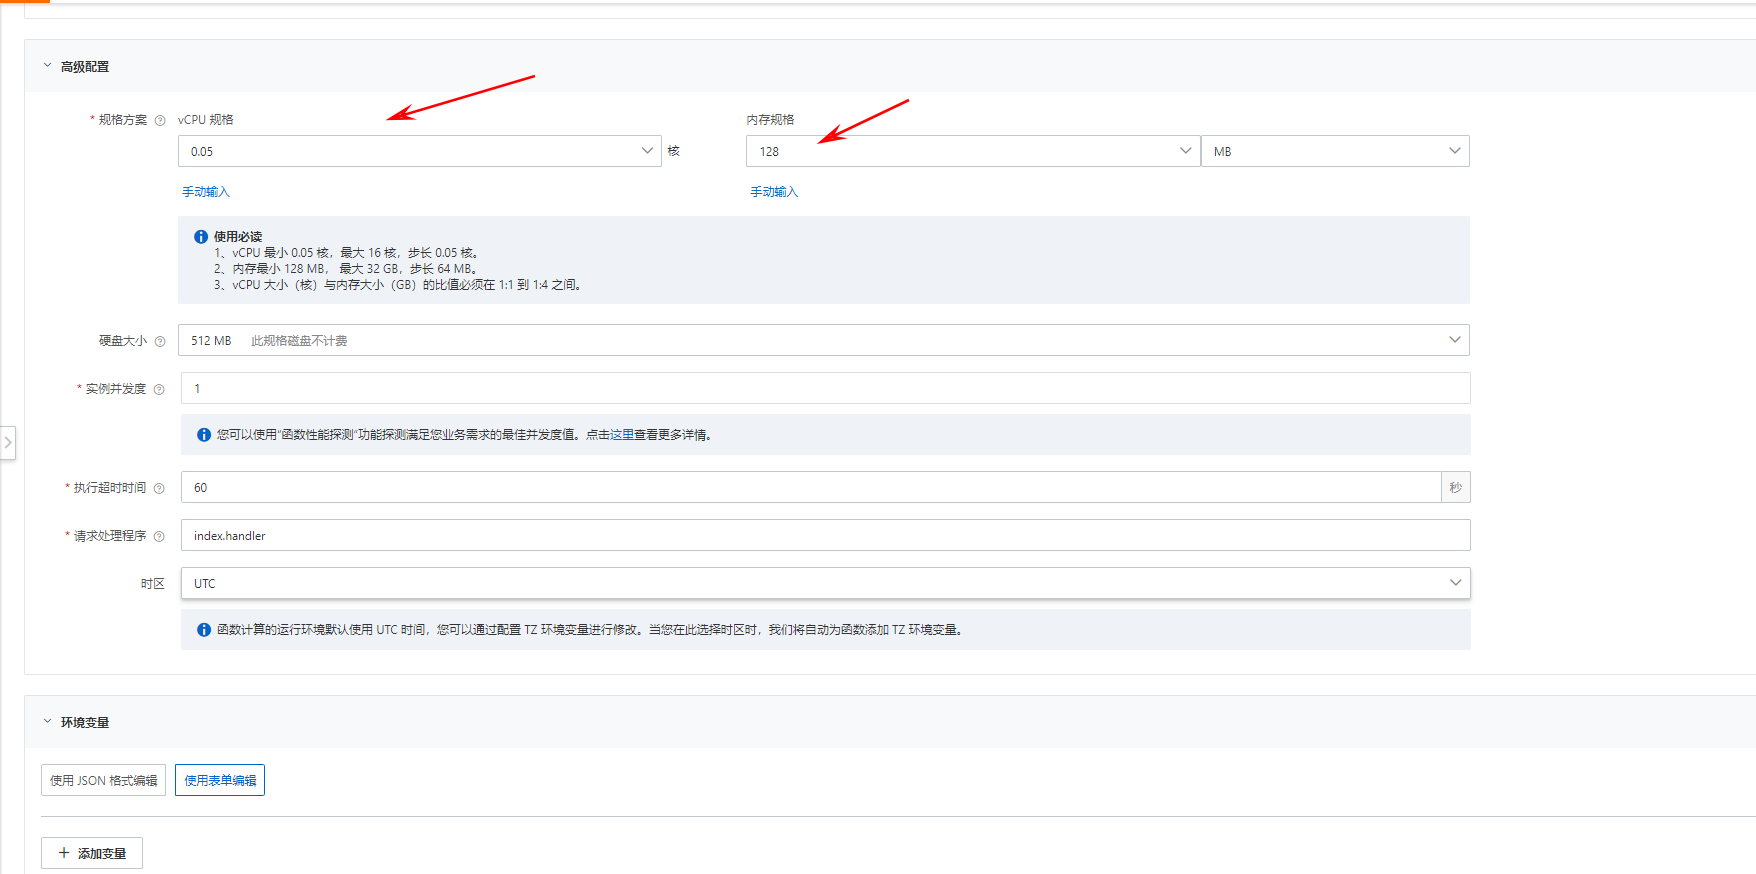 高级配置
* 规格方案 vCPU 规格 内存规格
0.05 核 128 MB
手动输入 手动输入
使用必读
1、vCPU 最小 0.05 核，最大 16 核，步长 0.05 核。
2、内存最小 128 MB， 最大 32 GB，步长 64 MB。
3、vCPU 大小（核）与内存大小（GB）的比值必须在 1:1 到 1:4 之间。
硬盘大小 512 MB 此规格磁盘不计费
* 实例并发度 1
您可以使用“函数性能探测”功能探测满足您业务需求的最佳并发度值。点击这里查看更多详情。
* 执行超时时间 60 秒
* 请求处理程序 index.handler
时区 UTC
函数计算的运行环境默认使用 UTC 时间，您可以通过配置 TZ 环境变量进行修改。当您在此选择时区时，我们将自动为函数添加 TZ 环境变量。
环境变量
使用 JSON 格式编辑 使用表单编辑
+ 添加变量